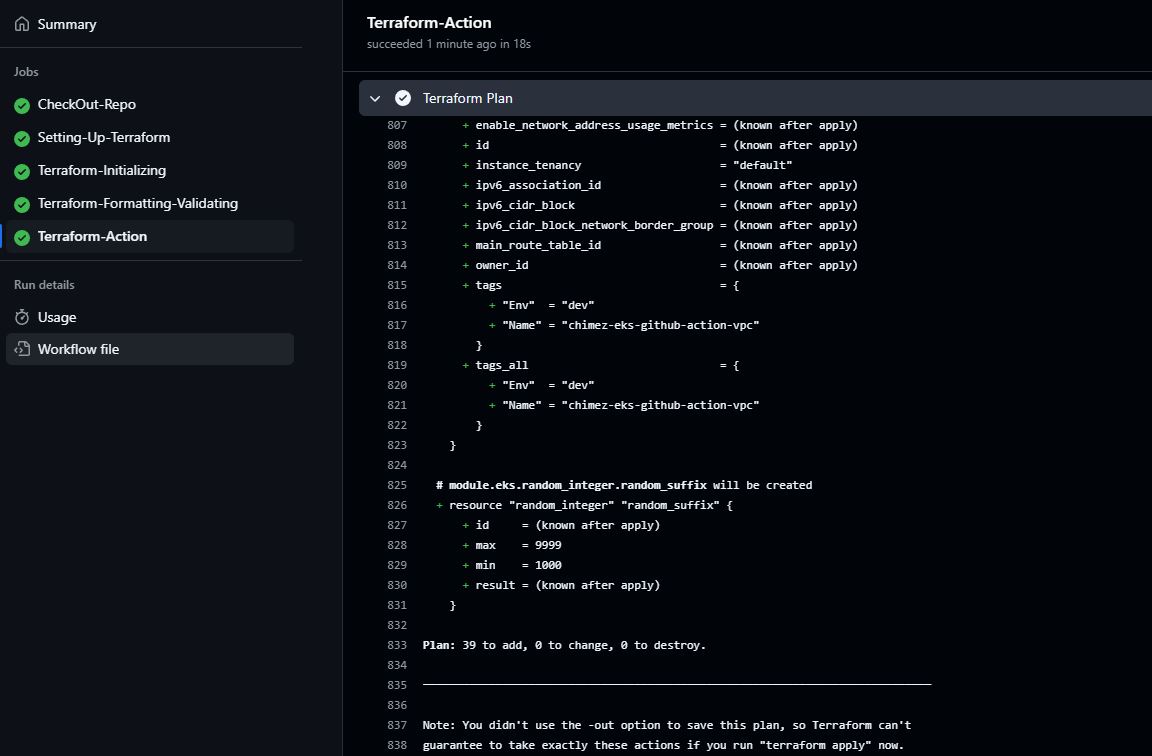 Summary
Jobs
CheckOut-Repo
Setting-Up-Terraform
Terraform-Initializing
Terraform-Formatting-Validating
Terraform-Action
Run details
Usage
Workflow file
Terraform-Action
succeeded 1 minute ago in 18s
Terraform Plan
807 + enable_network_address_usage_metrics = (known after apply)
808 + id = (known after apply)
809 + instance_tenancy = "default"
810 + ipv6_association_id = (known after apply)
811 + ipv6_cidr_block = (known after apply)
812 + ipv6_cidr_block_network_border_group = (known after apply)
813 + main_route_table_id = (known after apply)
814 + owner_id = (known after apply)
815 + tags = {
816 + "Env" = "dev"
817 + "Name" = "chimez-eks-github-action-vpc"
818 }
819 + tags_all = {
820 + "Env" = "dev"
821 + "Name" = "chimez-eks-github-action-vpc"
822 }
823 }
824
825 # module.eks.random_integer.random_suffix will be created
826 + resource "random_integer" "random_suffix" {
827 + id = (known after apply)
828 + max = 9999
829 + min = 1000
830 + result = (known after apply)
831 }
832
833 Plan: 39 to add, 0 to change, 0 to destroy.
834
835 ─────────────────────────────────────────────────────────────────────────────
836
837 Note: You didn't use the -out option to save this plan, so Terraform can't
838 guarantee to take exactly these actions if you run "terraform apply" now.